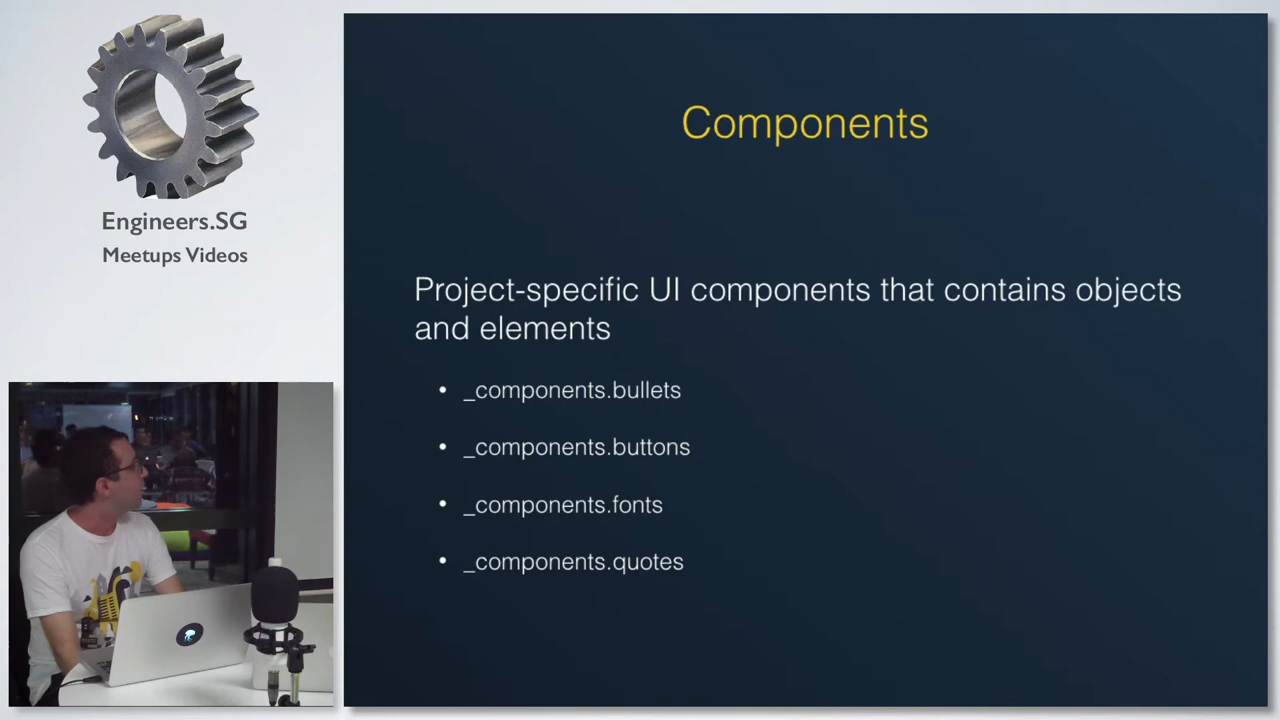 Engineers.SG
Meetups Videos
Components
Project-specific UI components that contains objects
and elements
• _components.bullets
• _components.buttons
• _components.fonts
• _components.quotes